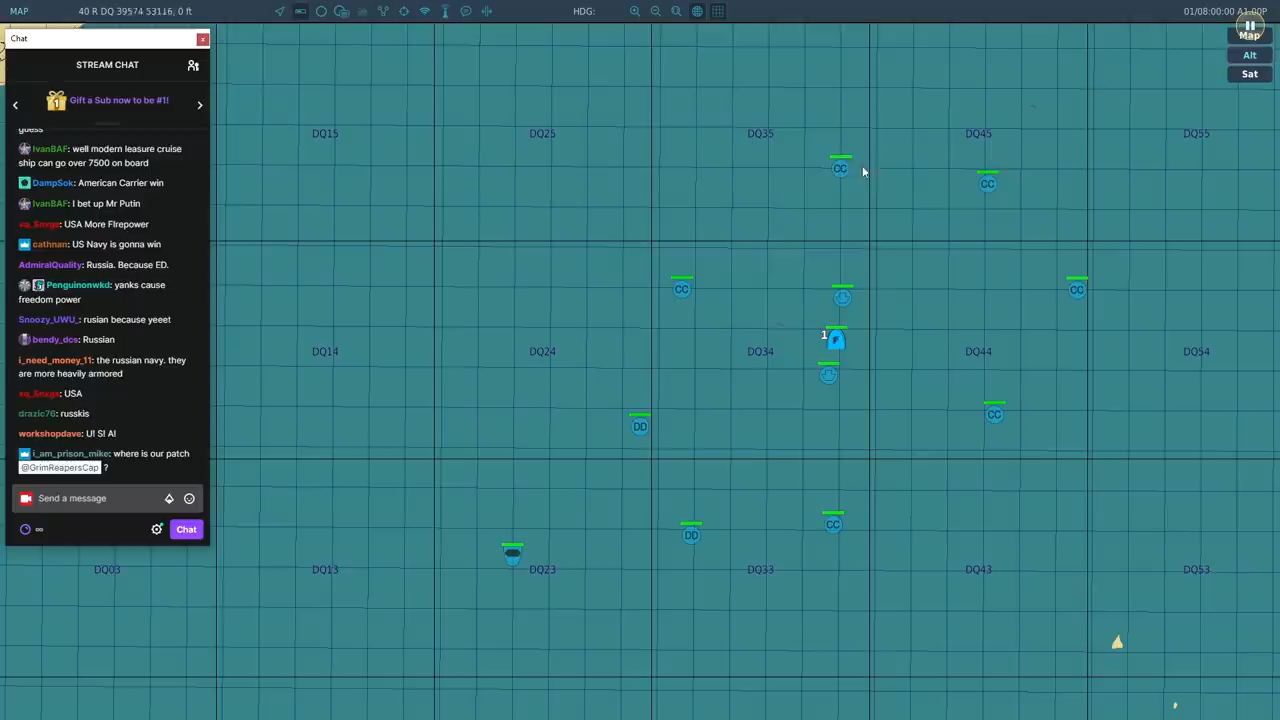 MAP
40 R DQ 39574 53116, 0 ft
HDG:
01/08:00:00 A1.00P
Map
Alt
Sat
Chat
STREAM CHAT
Gift a Sub now to be #1!
guess
IvanBAF: well modern leasure cruise
ship can go over 7500 on board
DampSok: American Carrier win
IvanBAF: I bet up Mr Putin
USA More FIrepower
cathnan: US Navy is gonna win
AdmiralQuality: Russia. Because ED.
Penguinonwkd: yanks cause
freedom power
Snoozy_UWU_: rusian because yeeet
bendy_dcs: Russian
i_need_money_11: the russian navy. they
are more heavily armored
USA
drazic76: russkis
workshopdave: U! S! A!
i_am_prison_mike: where is our patch
@GrimReapersCap ?
Send a message
Chat
DQ15
DQ25
DQ35
DQ45
DQ55
CC
CC
CC
CC
1
F
DQ14
DQ24
DQ34
DQ44
DQ54
DD
CC
DD
CC
DQ03
DQ13
DQ23
DQ33
DQ43
DQ53